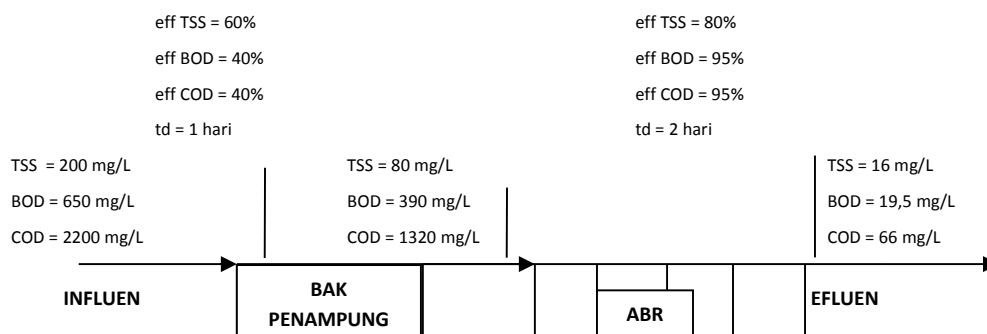 eff TSS = 60%
eff BOD = 40%
eff COD = 40%
td = 1 hari
eff TSS = 80%
eff BOD = 95%
eff COD = 95%
td = 2 hari
TSS = 200 mg/L
BOD = 650 mg/L
COD = 2200 mg/L
TSS = 80 mg/L
BOD = 390 mg/L
COD = 1320 mg/L
TSS = 16 mg/L
BOD = 19,5 mg/L
COD = 66 mg/L
INFLUEN
BAK
PENAMPUNG
ABR
EFLUEN